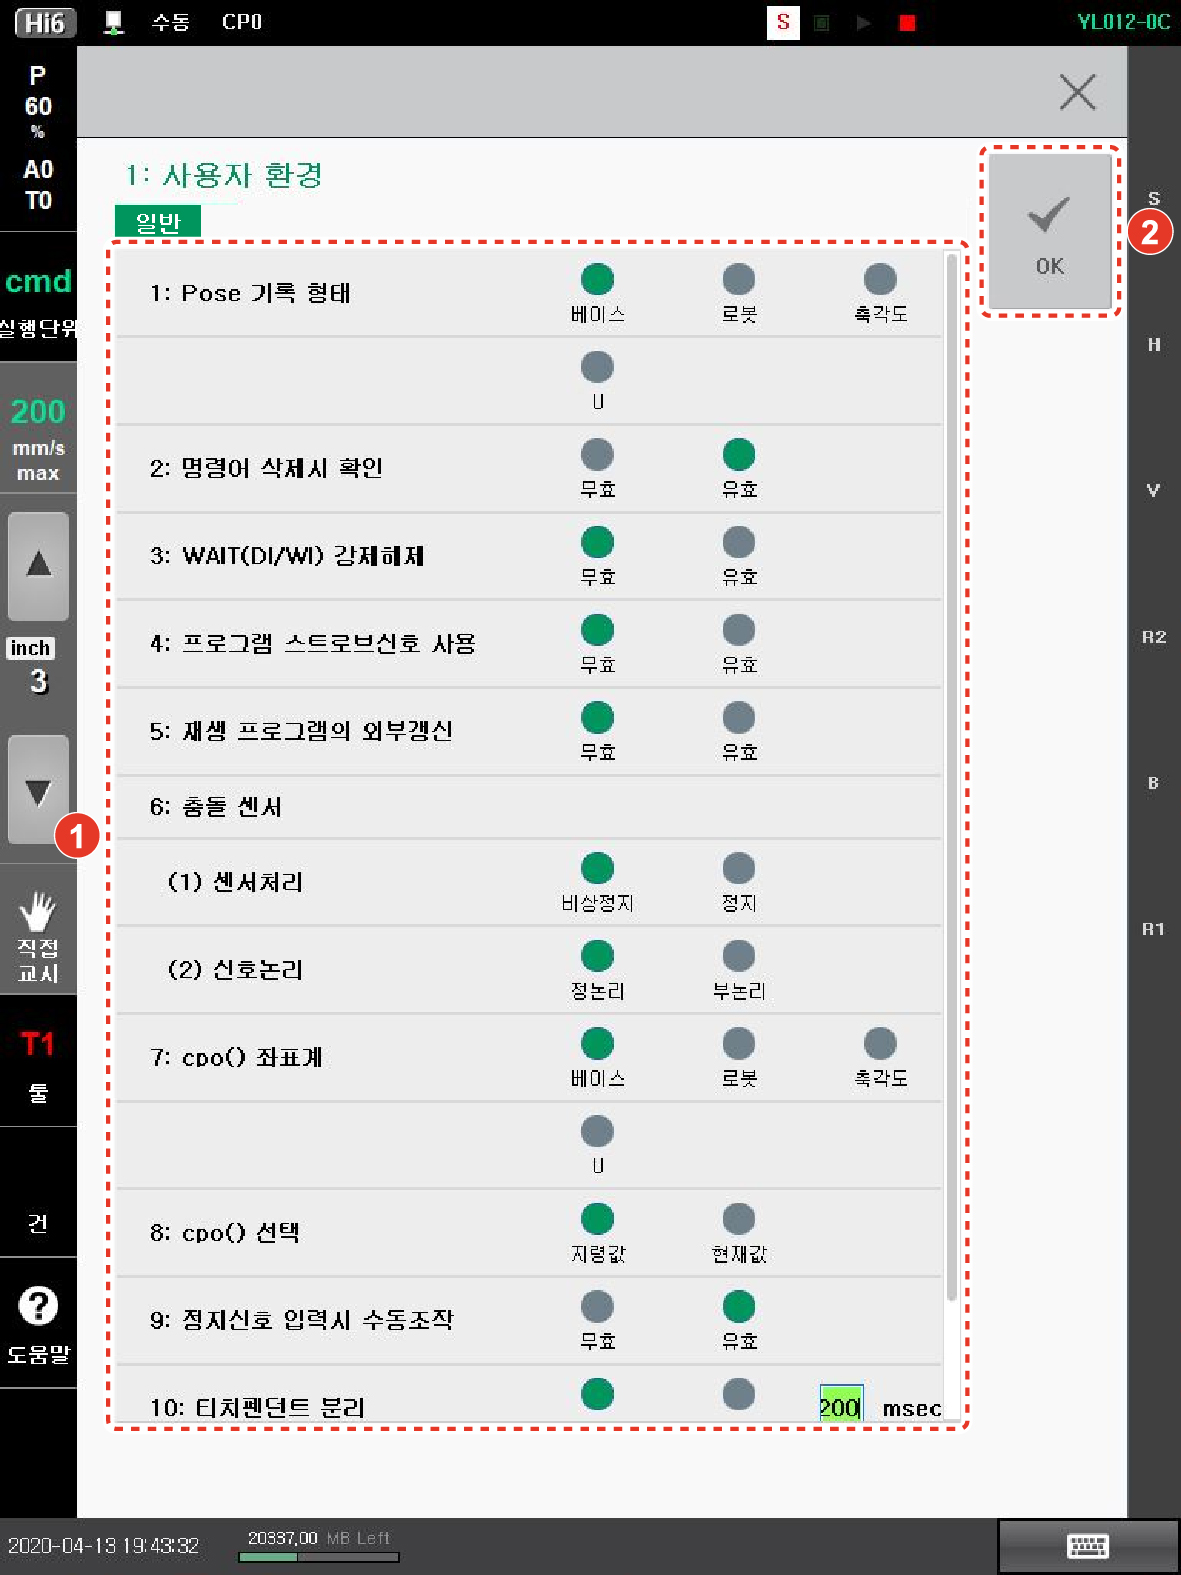 Hi6 수동 CP0 S YL012-0C
P
60
%
A0
T0
cmd
실행단위
200
mm/s
max
inch
3
1
직접
교시
T1
툴
건
도움말
1: 사용자 환경
일반
OK
2
1: Pose 기록 형태
베이스 로봇 축각도
U
2: 명령어 삭제시 확인
무효 유효
3: WAIT(DI/WI) 강제해제
무효 유효
4: 프로그램 스트로브신호 사용
무효 유효
5: 재생 프로그램의 외부갱신
무효 유효
6: 충돌 센서
(1) 센서처리
비상정지 정지
(2) 신호논리
정논리 부논리
7: cpo() 좌표계
베이스 로봇 축각도
U
8: cpo() 선택
지령값 현재값
9: 정지신호 입력시 수동조작
무효 유효
10: 티치펜던트 분리 200 msec
S
H
V
R2
B
R1
2020-04-13 19:43:32 20337.00 MB Left